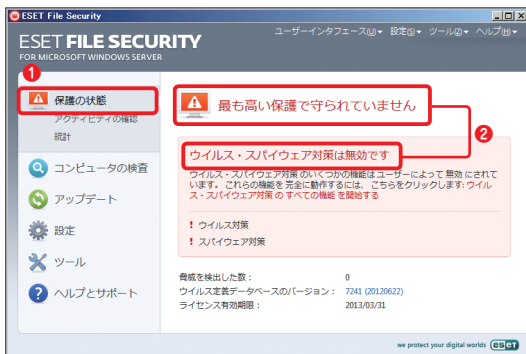 ESET File Security
ESET FILE SECURITY
FOR MICROSOFT WINDOWS SERVER
ユーザーインタフェース(U) 設定(S) ツール(Z) ヘルプ(H)
1
保護の状態
アクティビティの確認
統計
コンピュータの検査
アップデート
設定
ツール
ヘルプとサポート
最も高い保護で守られていません
2
ウイルス・スパイウェア対策は無効です
ウイルス・スパイウェア対策 のいくつかの機能は ユーザーによって 無効 にされて
います。 これらの機能を 完全に動作するには、 こちらをクリックします: ウイル
ス・スパイウェア対策 の すべての機能 を開始する
! ウイルス対策
! スパイウェア対策
脅威を検出した数: 0
ウイルス定義データベースのバージョン: 7241 (20120622)
ライセンス有効期限: 2013/03/31
we protect your digital worlds eset